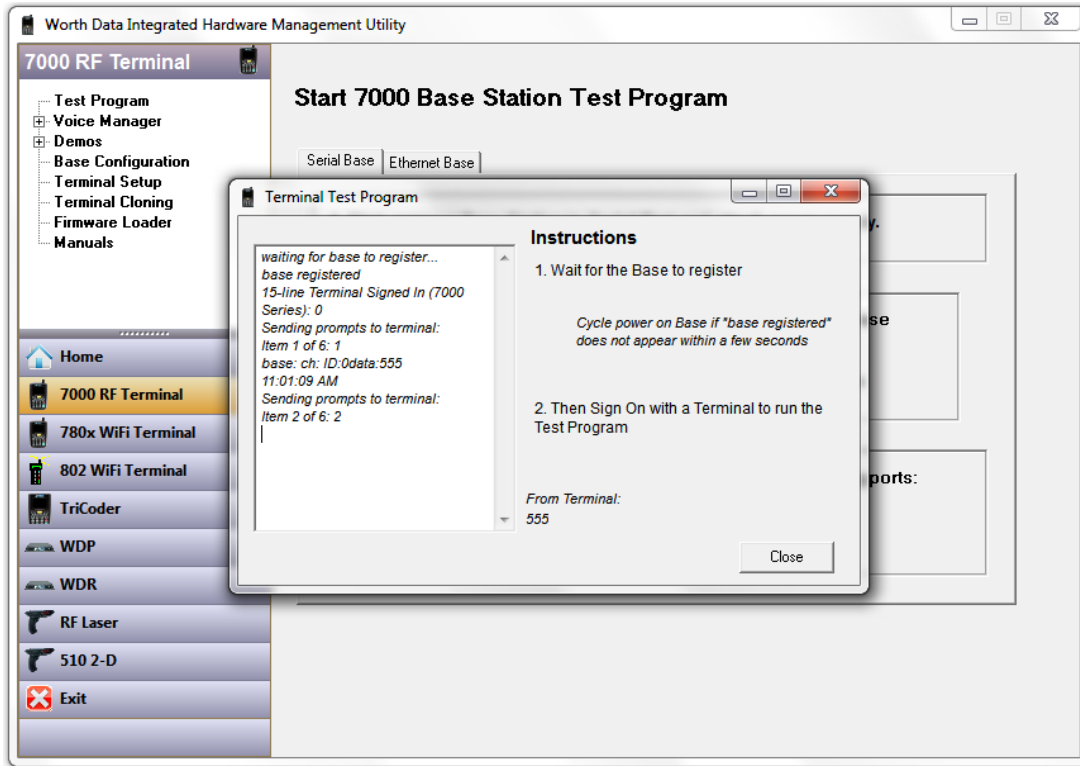 Worth Data Integrated Hardware Management Utility
7000 RF Terminal
Test Program
Voice Manager
Demos
Base Configuration
Terminal Setup
Terminal Cloning
Firmware Loader
Manuals
Home
7000 RF Terminal
780x WiFi Terminal
802 WiFi Terminal
TriCoder
WDP
WDR
RF Laser
510 2-D
Exit
Start 7000 Base Station Test Program
Serial Base
Ethernet Base
y.
se
ports:
Terminal Test Program
waiting for base to register...
base registered
15-line Terminal Signed In (7000
Series): 0
Sending prompts to terminal:
Item 1 of 6: 1
base: ch: ID:0data:555
11:01:09 AM
Sending prompts to terminal:
Item 2 of 6: 2
Instructions
1. Wait for the Base to register
Cycle power on Base if "base registered"
does not appear within a few seconds
2. Then Sign On with a Terminal to run the
Test Program
From Terminal:
555
Close